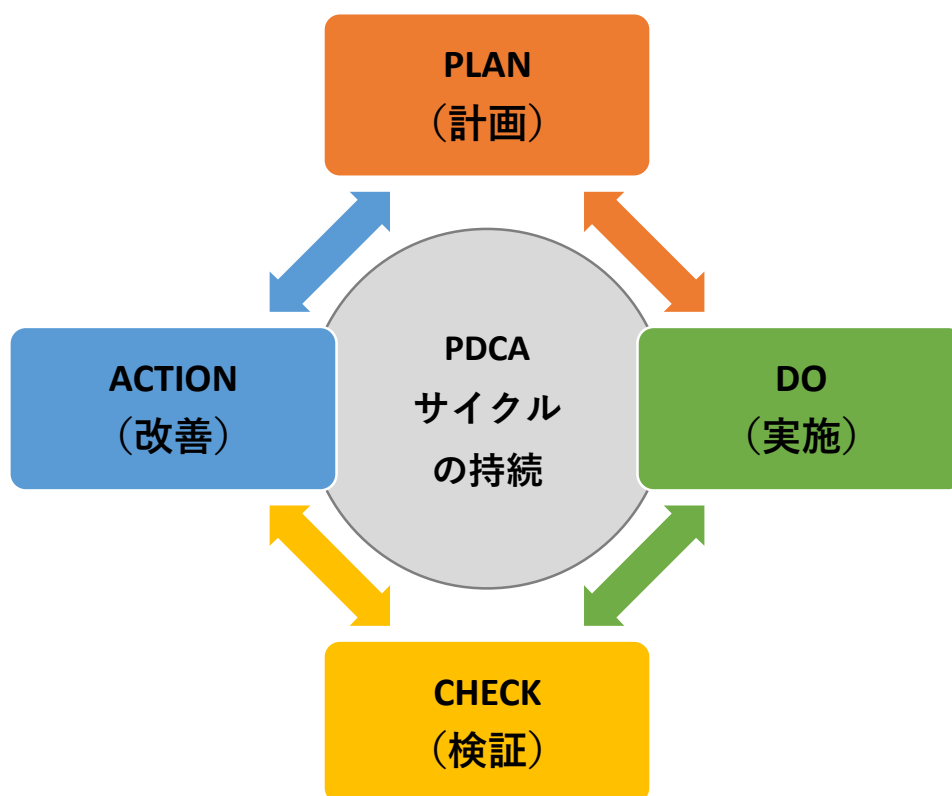 PLAN
（計画）
ACTION
（改善）
PDCA
サイクル
の持続
DO
（実施）
CHECK
（検証）